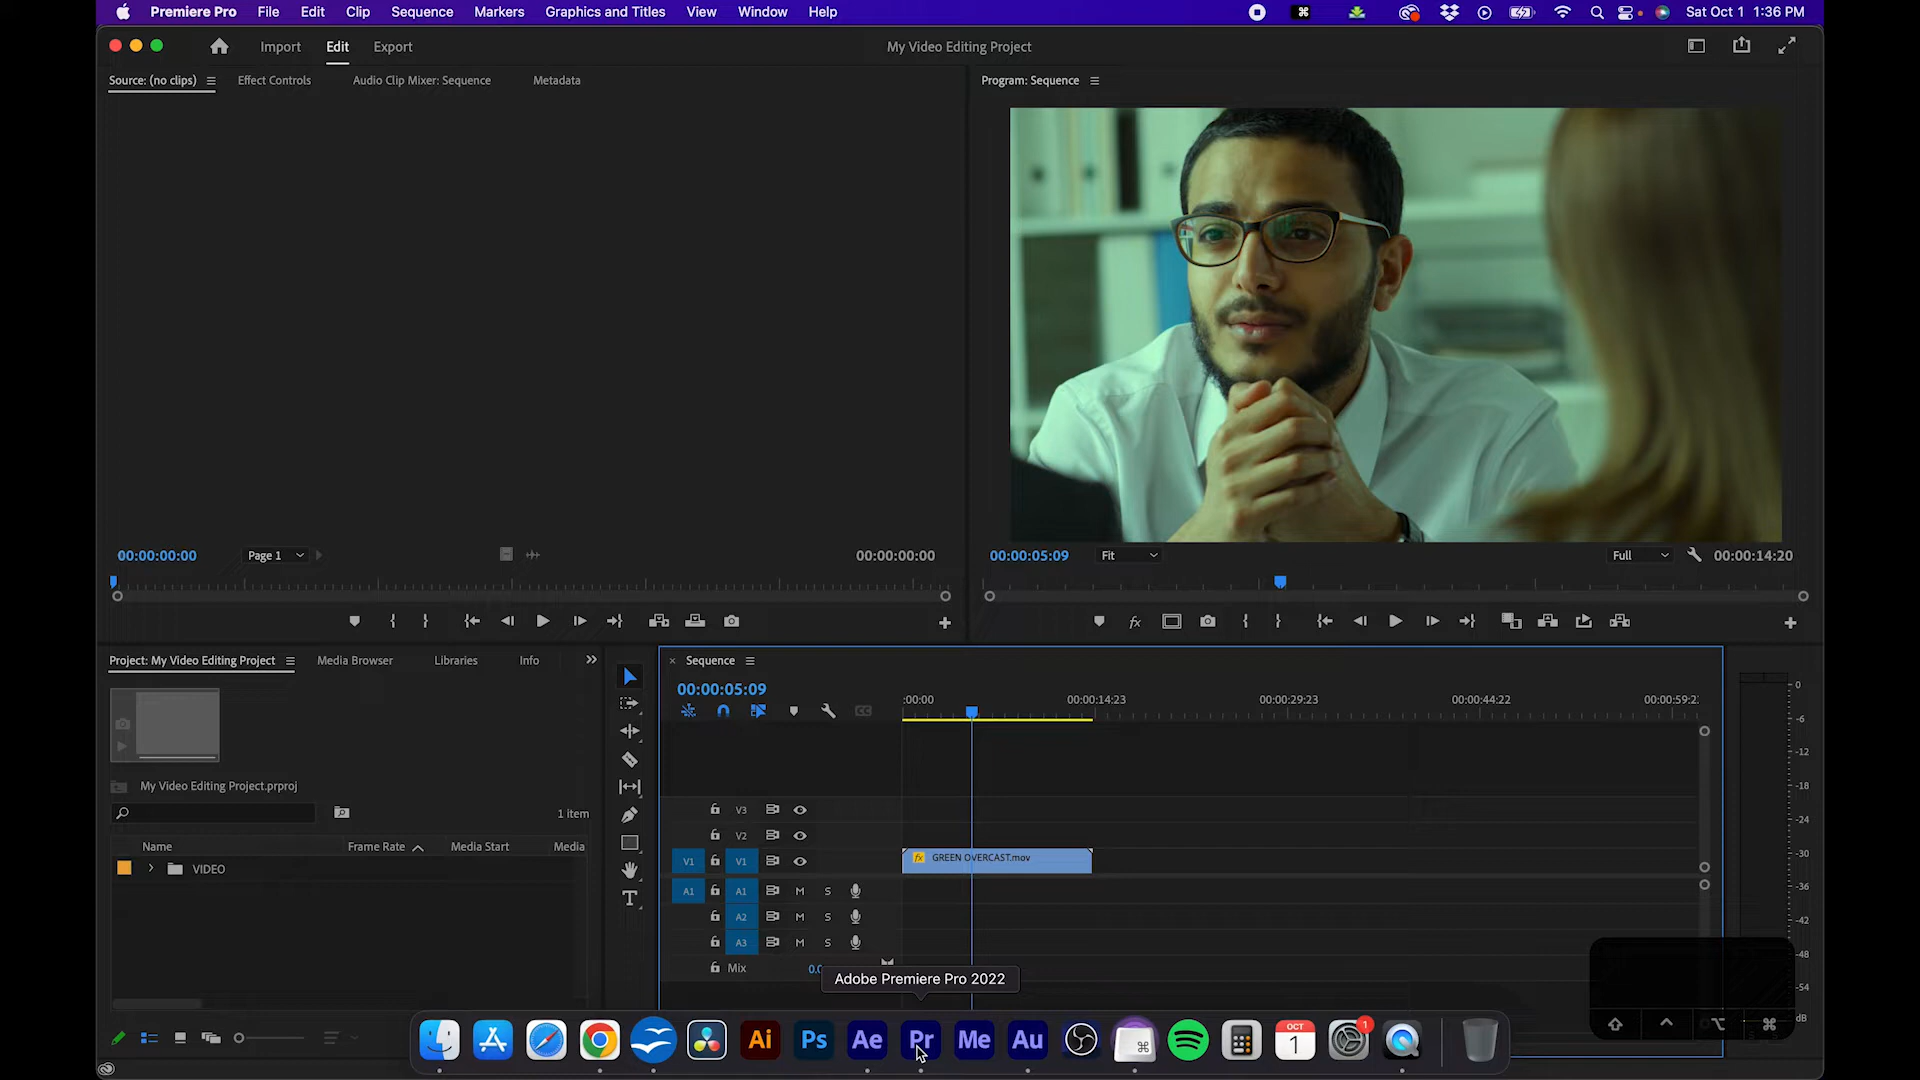 Premiere Pro File Edit Clip Sequence Markers Graphics and Titles View Window Help Sat Oct 1 1:36 PM
Import Edit Export My Video Editing Project
Source: (no clips) Effect Controls Audio Clip Mixer: Sequence Metadata
Program: Sequence
00:00:00:00 Page 1 00:00:00:00
00:00:05:09 Fit Full 00:00:14:20
Project: My Video Editing Project Media Browser Libraries Info
My Video Editing Project.prproj
1 item
Name Frame Rate Media Start Media
VIDEO
Sequence
00:00:05:09
:00:00 00:00:14:23 00:00:29:23 00:00:44:22 00:00:59:2
V3
V2
V1 V1 fx GREEN OVERCAST.mov
A1 A1 M S
A2 M S
A3 M S
Mix 0.0
0
-6
-12
-18
-24
-30
-36
-42
-48
-54
dB
Adobe Premiere Pro 2022
Ai Ps Ae Pr Me Au OCT 1 1